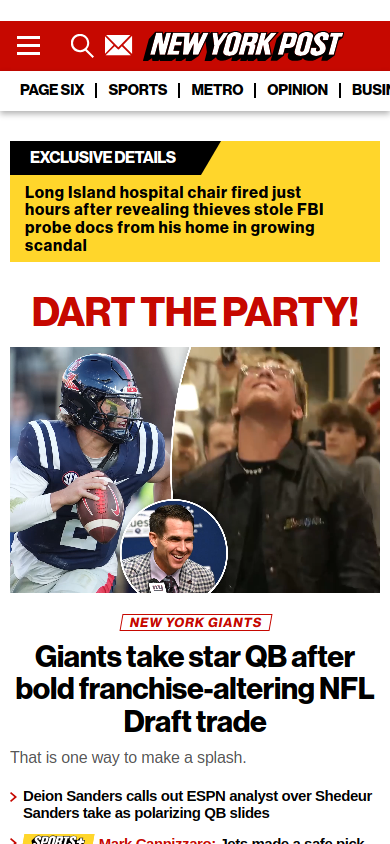 NEW YORK POST
PAGE SIX
SPORTS
METRO
OPINION
BUSIN
EXCLUSIVE DETAILS
Long Island hospital chair fired just
hours after revealing thieves stole FBI
probe docs from his home in growing
scandal
DART THE PARTY!
NEW YORK GIANTS
Giants take star QB after
bold franchise-altering NFL
Draft trade
That is one way to make a splash.
Deion Sanders calls out ESPN analyst over Shedeur
Sanders take as polarizing QB slides
SPORTS+ Mark Cannizzaro: Jets made a safe pick